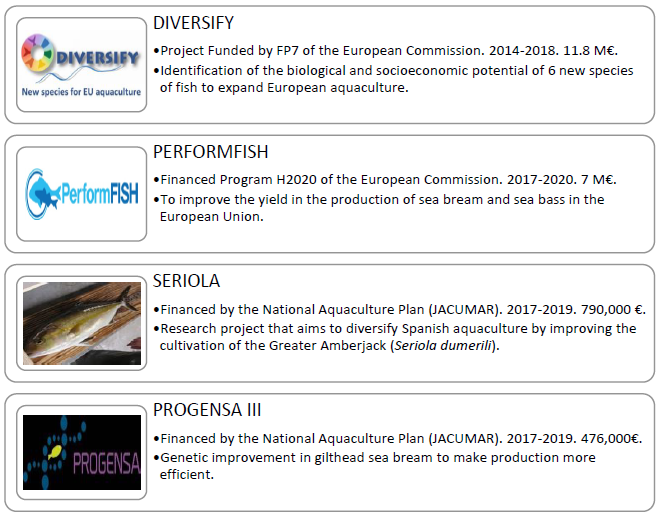 DIVERSIFY
DIVERSIFY
New species for EU aquaculture
•Project Funded by FP7 of the European Commission. 2014-2018. 11.8 M€.
•Identification of the biological and socioeconomic potential of 6 new species
of fish to expand European aquaculture.
PERFORMFISH
PerformFISH
•Financed Program H2020 of the European Commission. 2017-2020. 7 M€.
•To improve the yield in the production of sea bream and sea bass in the
European Union.
SERIOLA
•Financed by the National Aquaculture Plan (JACUMAR). 2017-2019. 790,000 €.
•Research project that aims to diversify Spanish aquaculture by improving the
cultivation of the Greater Amberjack (Seriola dumerili).
PROGENSA III
PROGENSA
•Financed by the National Aquaculture Plan (JACUMAR). 2017-2019. 476,000€.
•Genetic improvement in gilthead sea bream to make production more
efficient.